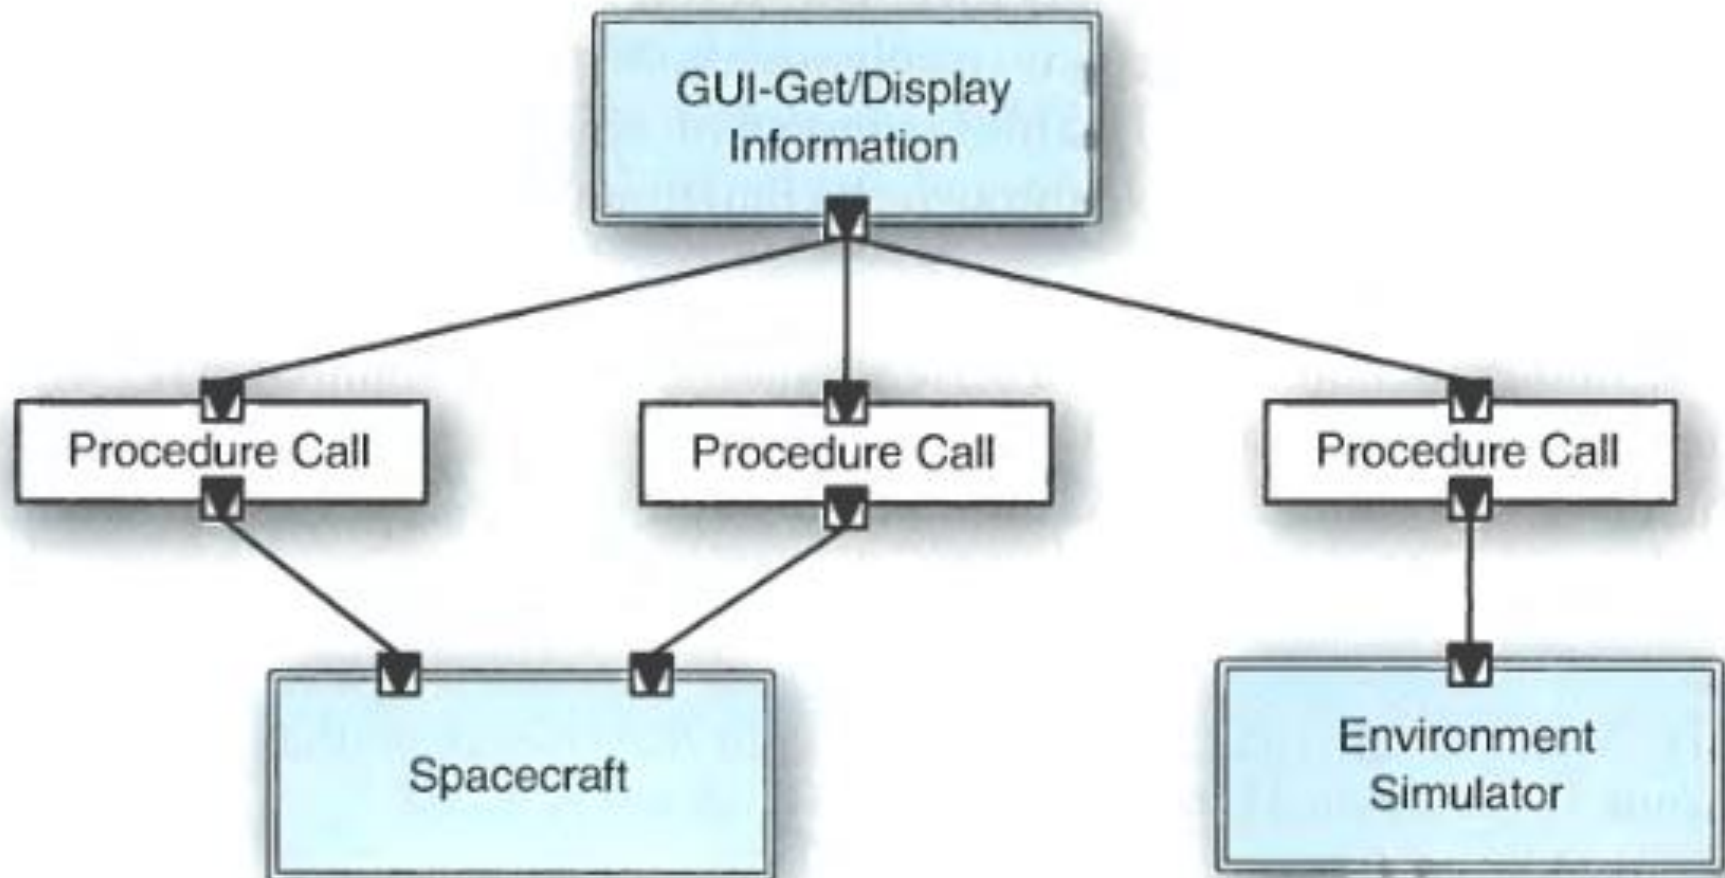 GUI-Get/Display
Information
Procedure Call
Procedure Call
Procedure Call
Spacecraft
Environment
Simulator